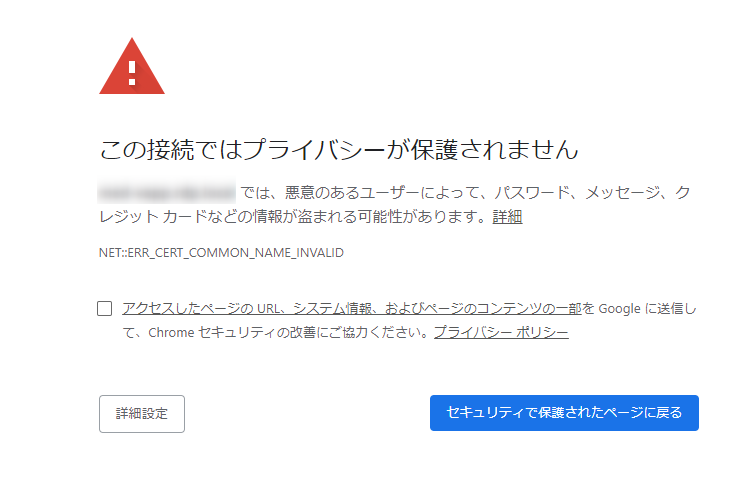 この接続ではプライバシーが保護されません
では、悪意のあるユーザーによって、パスワード、メッセージ、ク
レジット カードなどの情報が盗まれる可能性があります。詳細
NET::ERR_CERT_COMMON_NAME_INVALID
アクセスしたページの URL、システム情報、およびページのコンテンツの一部を Google に送信し
て、Chrome セキュリティの改善にご協力ください。プライバシー ポリシー
詳細設定
セキュリティで保護されたページに戻る